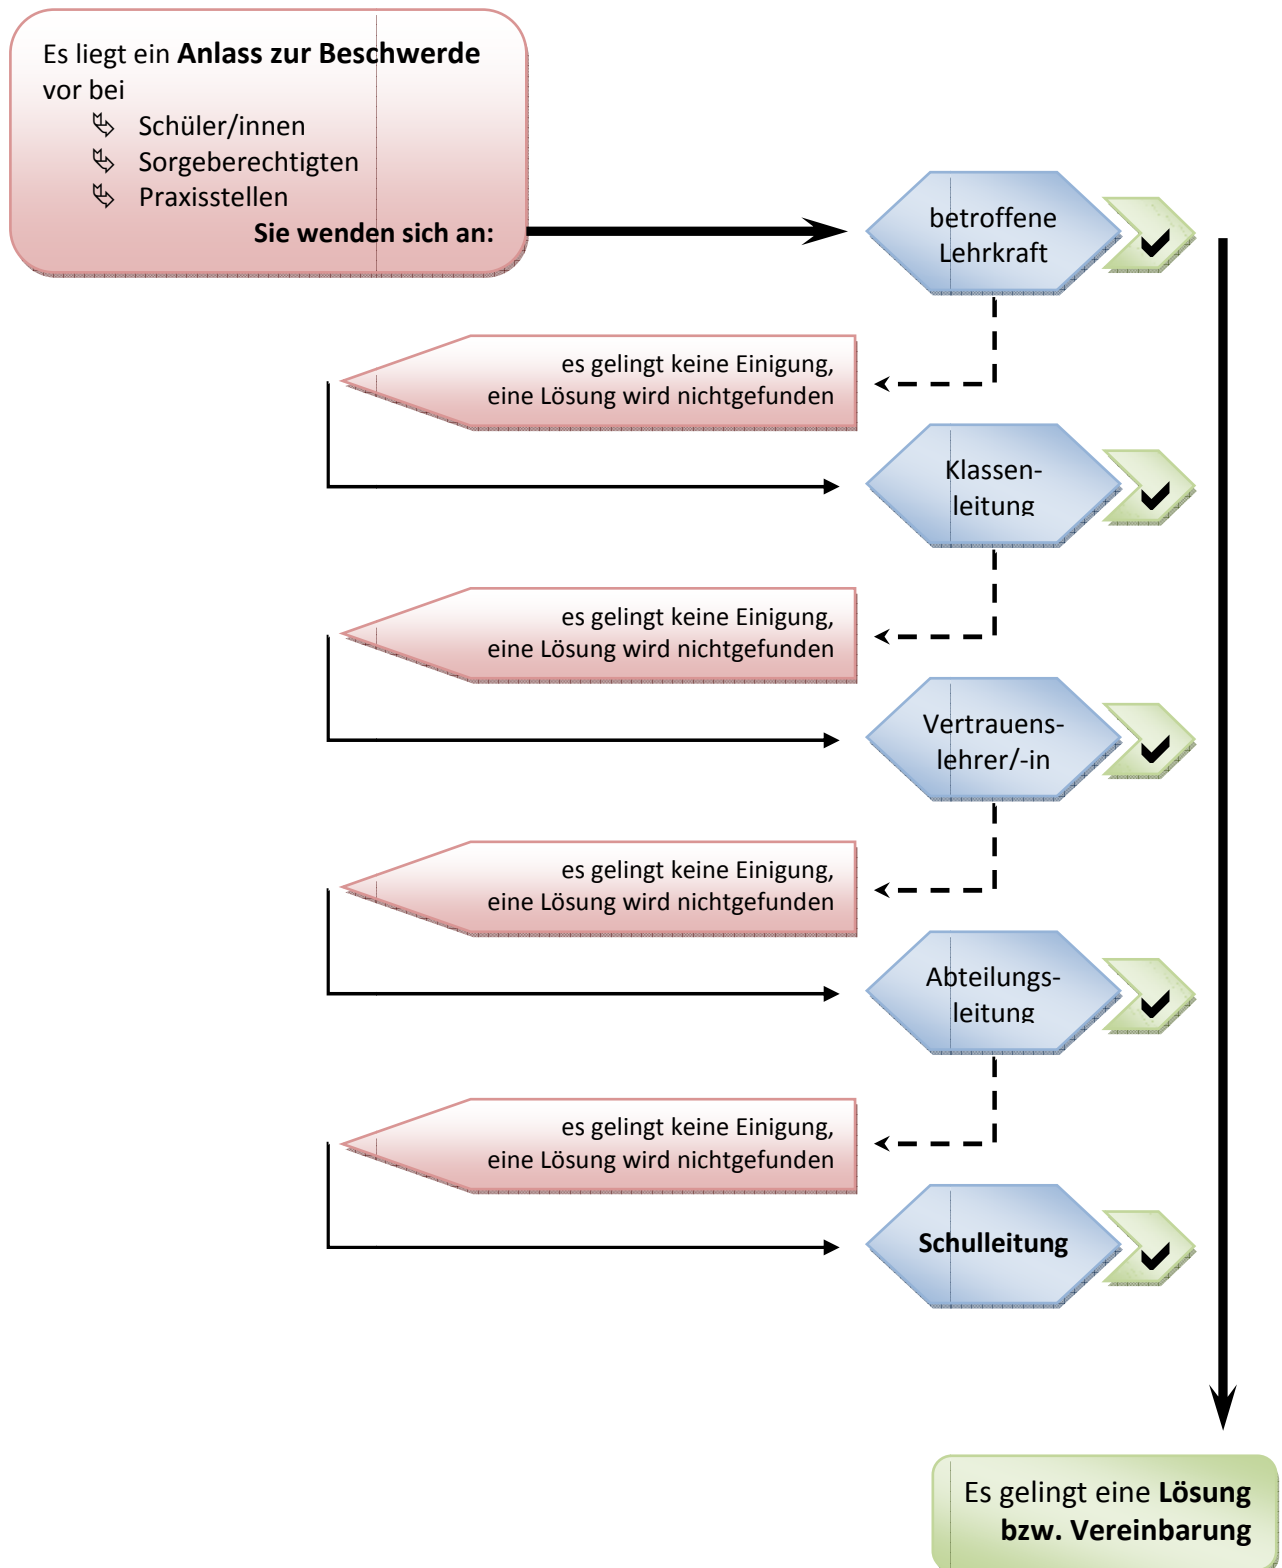 Es liegt ein Anlass zur Beschwerde
vor bei
Schüler/innen
Sorgeberechtigten
Praxisstellen
Sie wenden sich an:
betroffene
Lehrkraft
es gelingt keine Einigung,
eine Lösung wird nichtgefunden
Klassen-
leitung
es gelingt keine Einigung,
eine Lösung wird nichtgefunden
Vertrauens-
lehrer/-in
es gelingt keine Einigung,
eine Lösung wird nichtgefunden
Abteilungs-
leitung
es gelingt keine Einigung,
eine Lösung wird nichtgefunden
Schulleitung
Es gelingt eine Lösung
bzw. Vereinbarung